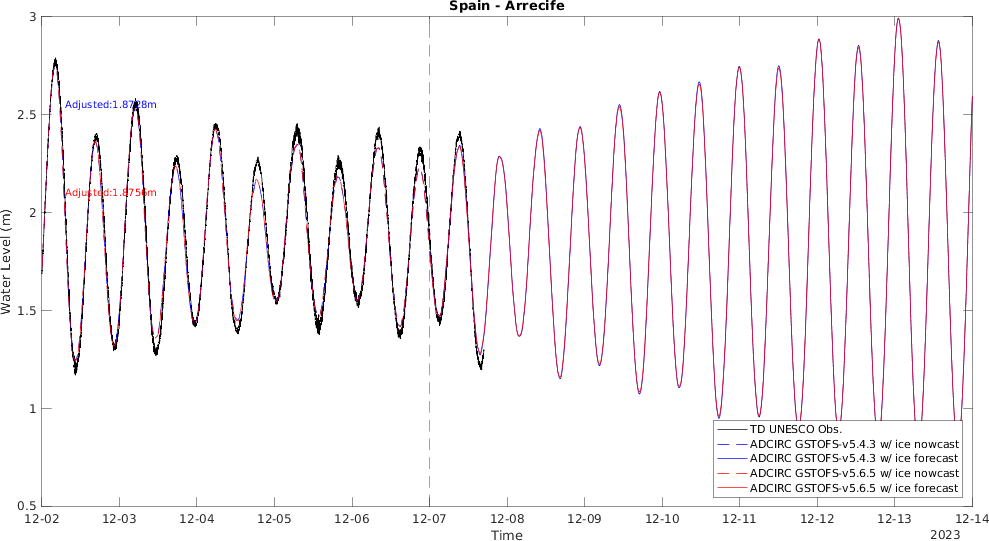 Spain - Arrecife
3
2.5
2
1.5
1
0.5
Water Level (m)
Adjusted:1.8728m
Adjusted:1.8756m
TD UNESCO Obs.
ADCIRC GSTOFS-v5.4.3 w/ ice nowcast
ADCIRC GSTOFS-v5.4.3 w/ ice forecast
ADCIRC GSTOFS-v5.6.5 w/ ice nowcast
ADCIRC GSTOFS-v5.6.5 w/ ice forecast
12-02 12-03 12-04 12-05 12-06 12-07 12-08 12-09 12-10 12-11 12-12 12-13 12-14
Time
2023